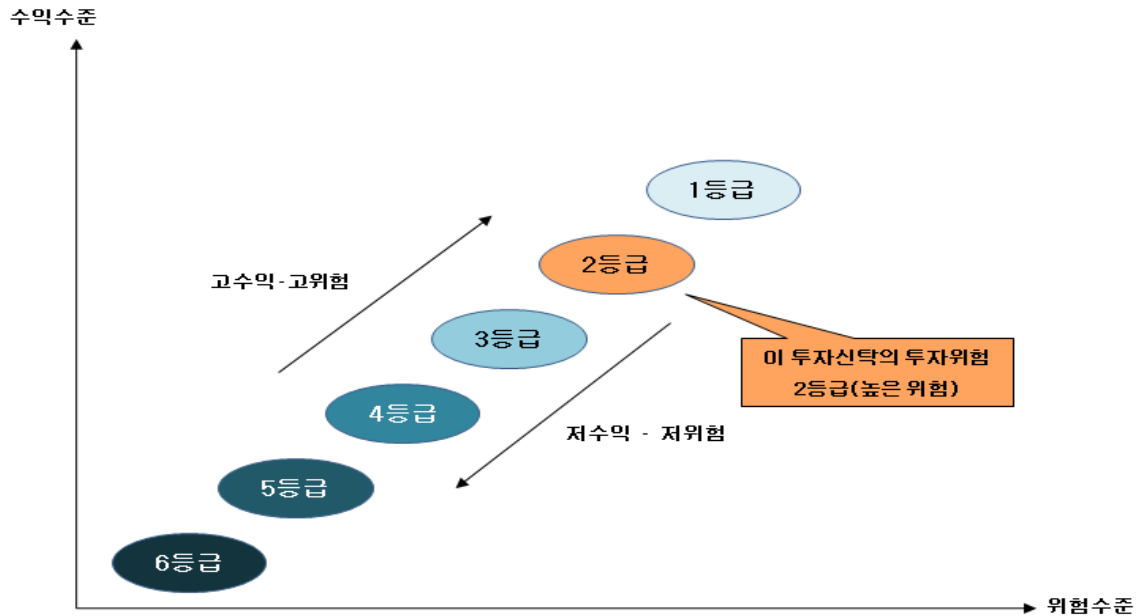 수익수준
1등급
2등급
고수익-고위험
3등급
이 투자신탁의 투자위험
2등급(높은 위험)
4등급
저수익 - 저위험
5등급
6등급
위험수준